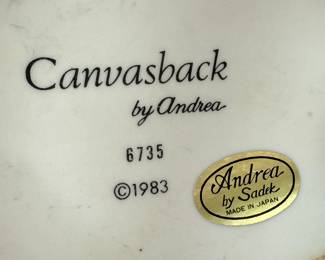 Canvasback
by Andrea
6735
©1983
Andrea
by Sadek
MADE IN JAPAN